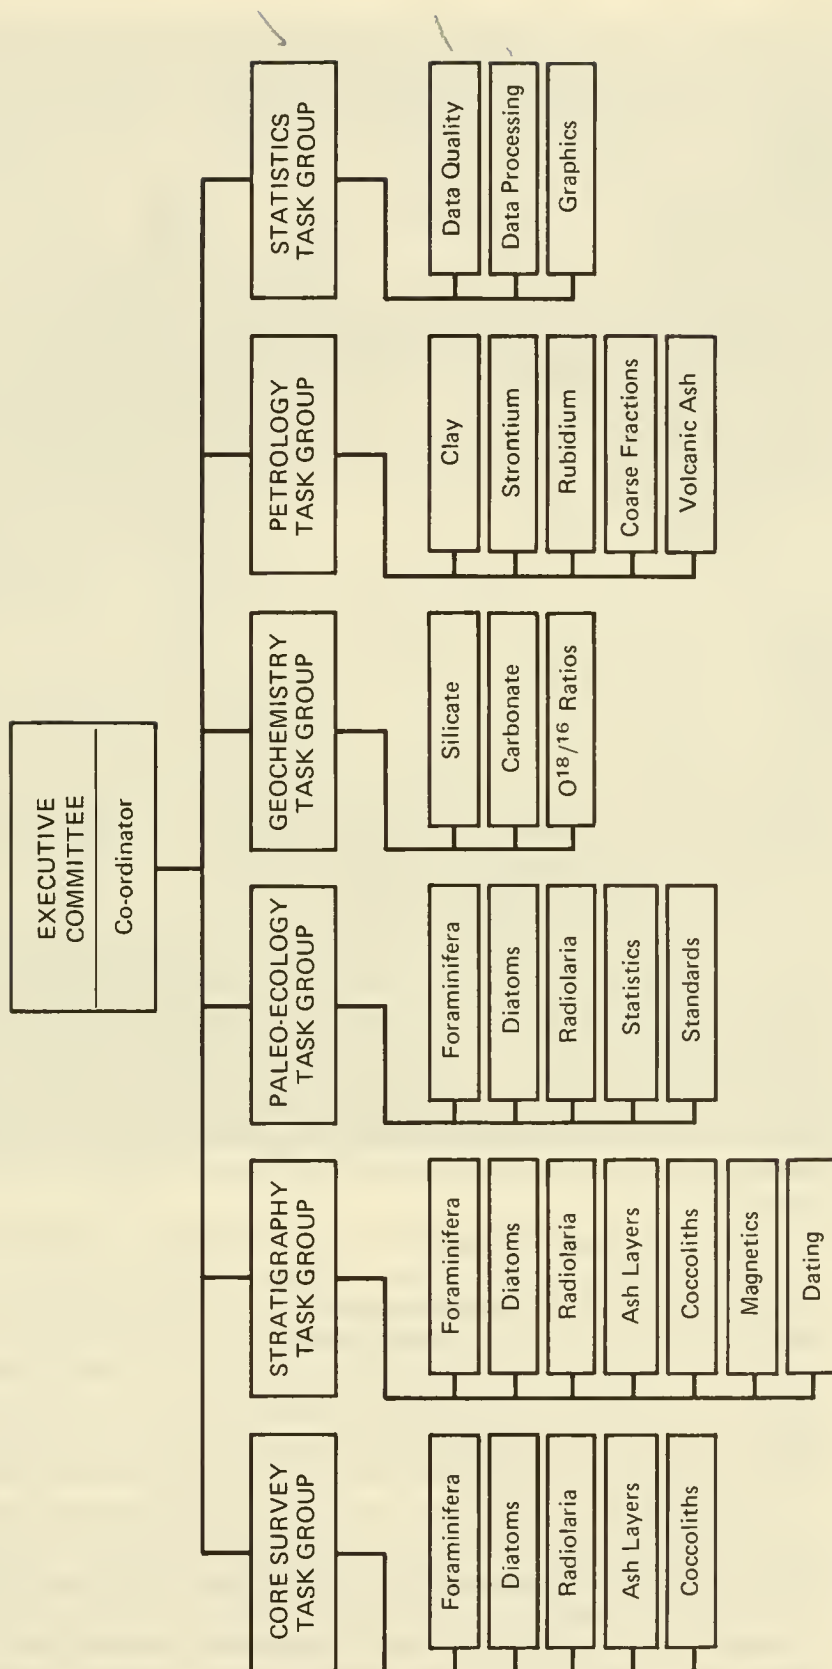 EXECUTIVE
COMMITTEE
Co-ordinator
CORE SURVEY
TASK GROUP
Foraminifera
Diatoms
Radiolaria
Ash Layers
Coccoliths
STRATIGRAPHY
TASK GROUP
Foraminifera
Diatoms
Radiolaria
Ash Layers
Coccoliths
Magnetics
Dating
PALEO-ECOLOGY
TASK GROUP
Foraminifera
Diatoms
Radiolaria
Statistics
Standards
GEOCHEMISTRY
TASK GROUP
Silicate
Carbonate
O¹⁸/¹⁶ Ratios
PETROLOGY
TASK GROUP
Clay
Strontium
Rubidium
Coarse Fractions
Volcanic Ash
STATISTICS
TASK GROUP
Data Quality
Data Processing
Graphics